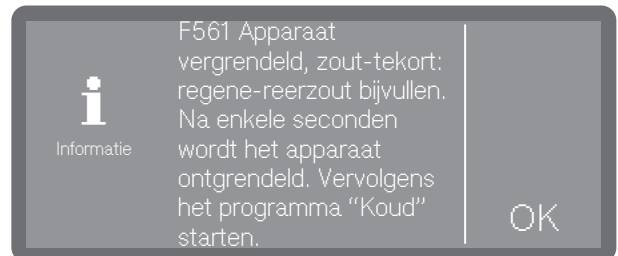 F561 Apparaat
vergrendeld, zout-tekort:
regene-reerzout bijvullen.
Na enkele seconden
wordt het apparaat
ontgrendeld. Vervolgens
het programma “Koud”
starten.
Informatie
OK